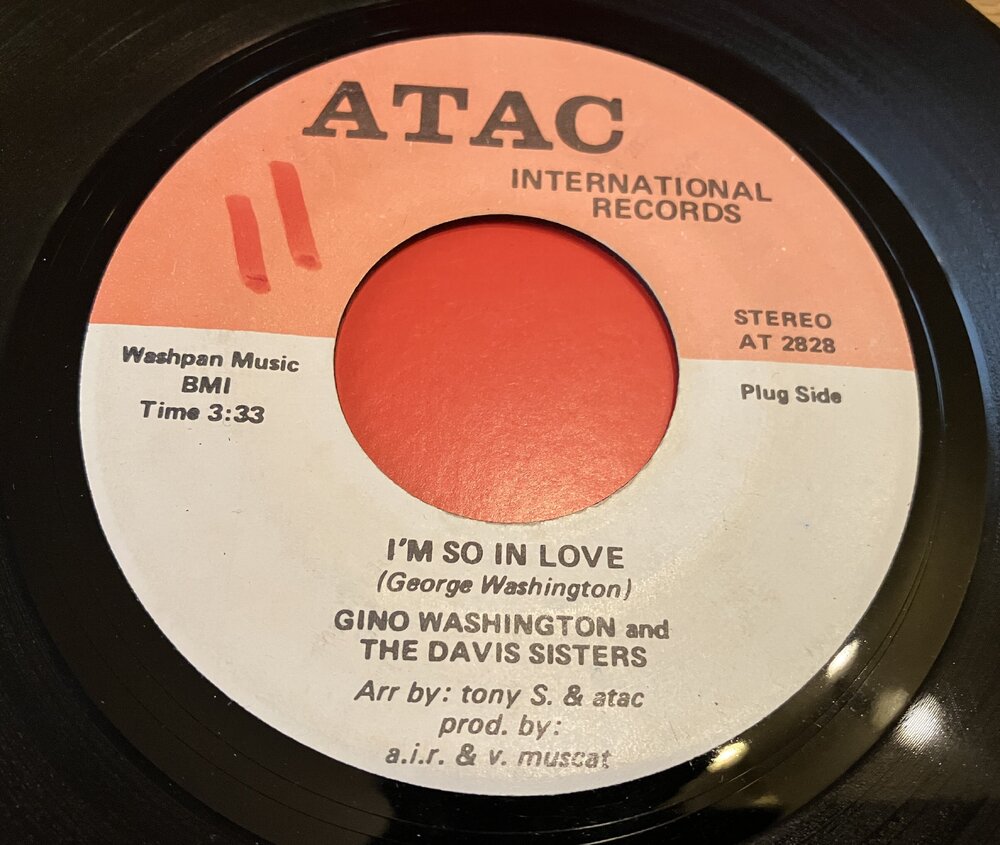 ATAC
INTERNATIONAL
RECORDS
STEREO
AT 2828
Plug Side
Washpan Music
BMI
Time 3:33
I'M SO IN LOVE
(George Washington)
GINO WASHINGTON and
THE DAVIS SISTERS
Arr by: tony S. & atac
prod. by:
a.i.r. & v. muscat